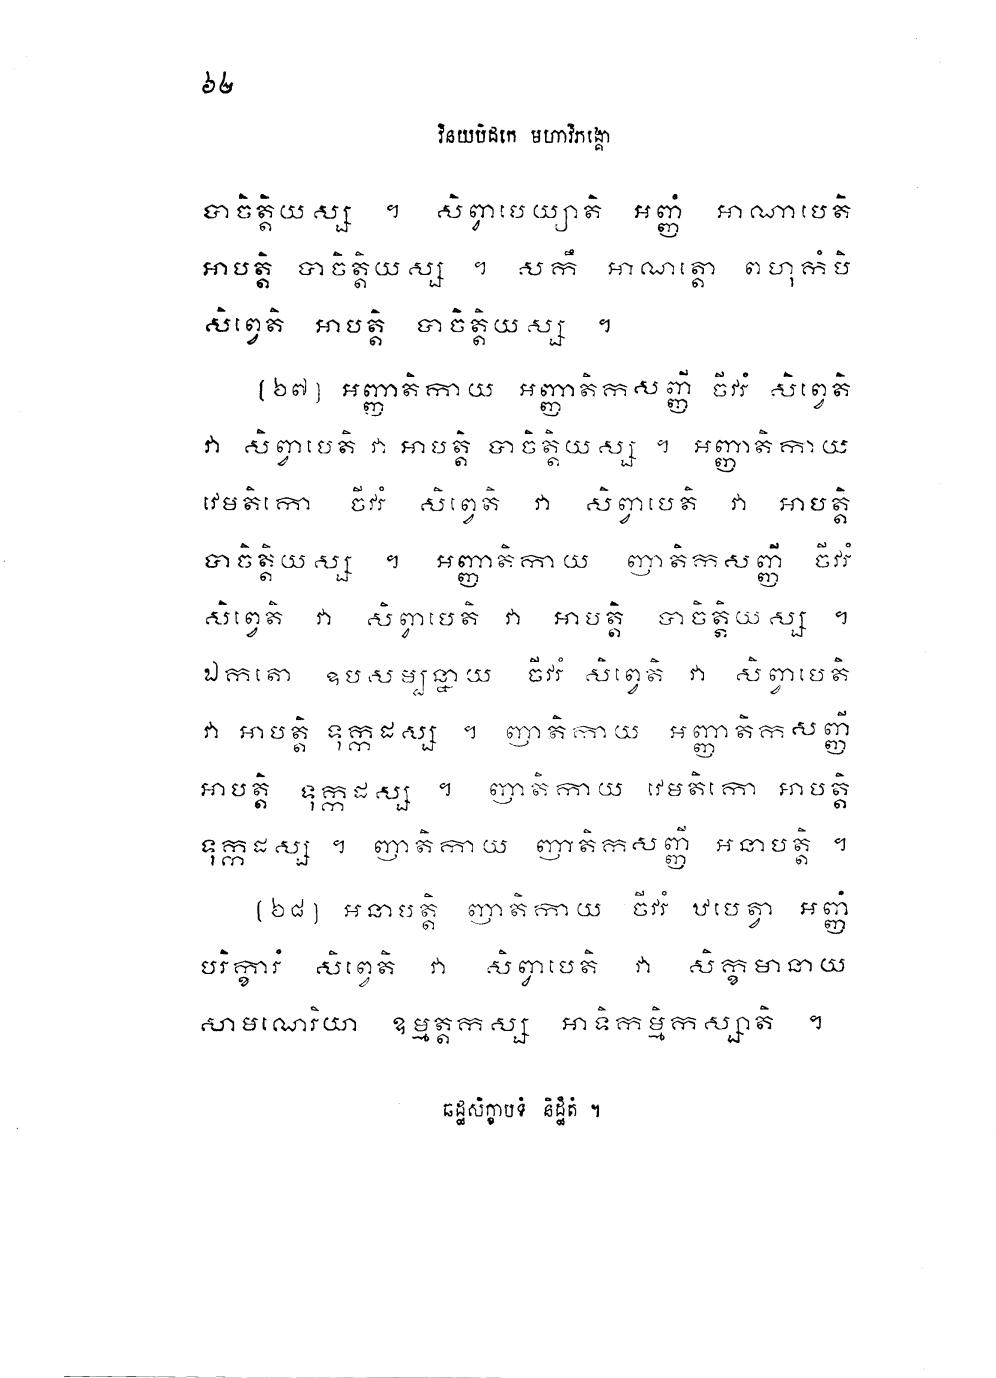 ៦៤
វិនយបិដកេ មហាវិភង្គោ
បាចិត្តិយស្ស ។ សិព្វាបេយ្យាតិ អញ្ញំ អាណាបេតិ
អាបត្តិ បាចិត្តិយស្ស ។ សកឹ អាណត្តោ ពហុកំបិ
សិព្វេតិ អាបត្តិ បាចិត្តិយស្ស ។
(៦៧) អញ្ញាតិកាយ អញ្ញាតិកសញ្ញី ចីវរំ សិព្វេតិ
វា សិព្វាបេតិ វា អាបត្តិ បាចិត្តិយស្ស ។ អញ្ញាតិកាយ
វេមតិកោ ចីវរំ សិព្វេតិ វា សិព្វាបេតិ វា អាបត្តិ
បាចិត្តិយស្ស ។ អញ្ញាតិកាយ ញាតិកសញ្ញី ចីវរំ
សិព្វេតិ វា សិព្វាបេតិ វា អាបត្តិ បាចិត្តិយស្ស ។
ឯកតោ ឧបសម្បន្នាយ ចីវរំ សិព្វេតិ វា សិព្វាបេតិ
វា អាបត្តិ ទុក្កដស្ស ។ ញាតិកាយ អញ្ញាតិកសញ្ញី
អាបត្តិ ទុក្កដស្ស ។ ញាតិកាយ វេមតិកោ អាបត្តិ
ទុក្កដស្ស ។ ញាតិកាយ ញាតិកសញ្ញី អនាបត្តិ ។
(៦៨) អនាបត្តិ ញាតិកាយ ចីវរំ ឋបេត្វា អញ្ញំ
បរិក្ខារំ សិព្វេតិ វា សិព្វាបេតិ វា សិក្ខមានាយ
សាមណេរិយា ឧម្មត្តកស្ស អាទិកម្មិកស្សាតិ ។
ឆដ្ឋសិក្ខាបទំ និដ្ឋិតំ ។